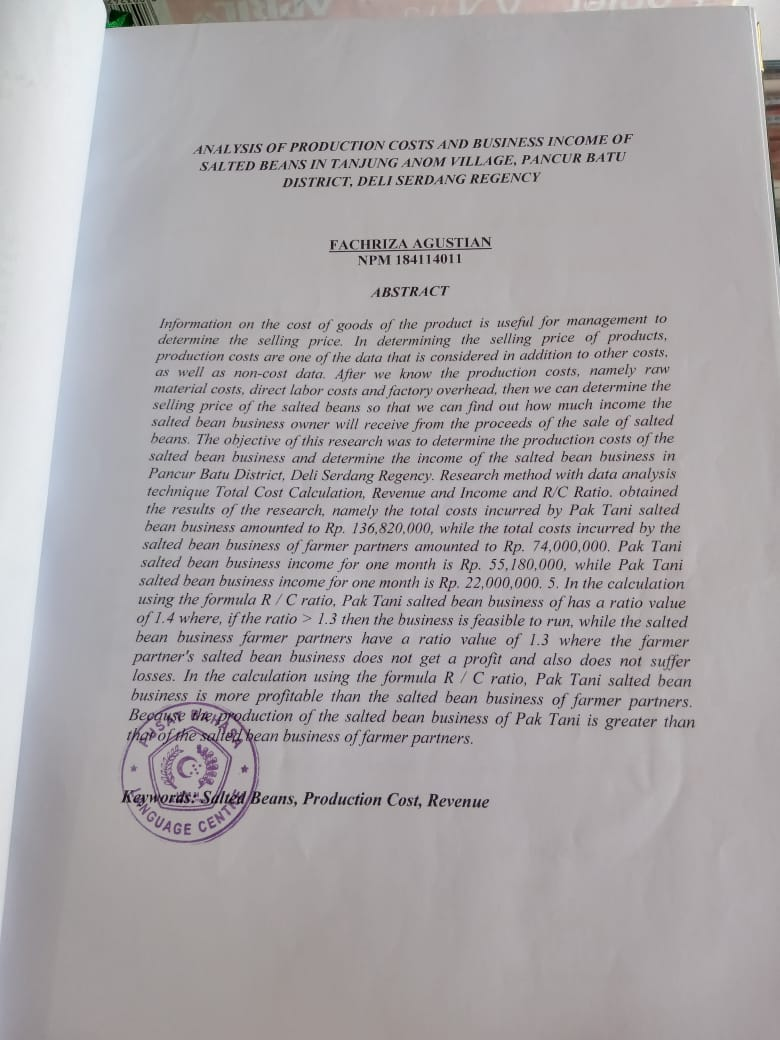 ANALYSIS OF PRODUCTION COSTS AND BUSINESS INCOME OF
SALTED BEANS IN TANJUNG ANOM VILLAGE, PANCUR BATU
DISTRICT, DELI SERDANG REGENCY
FACHRIZA AGUSTIAN
NPM 184114011
ABSTRACT
Information on the cost of goods of the product is useful for management to
determine the selling price. In determining the selling price of products,
production costs are one of the data that is considered in addition to other costs,
as well as non-cost data. After we know the production costs, namely raw
material costs, direct labor costs and factory overhead, then we can determine the
selling price of the salted beans so that we can find out how much income the
salted bean business owner will receive from the proceeds of the sale of salted
beans. The objective of this research was to determine the production costs of the
salted bean business and determine the income of the salted bean business in
Pancur Batu District, Deli Serdang Regency. Research method with data analysis
technique Total Cost Calculation, Revenue and Income and R/C Ratio. obtained
the results of the research, namely the total costs incurred by Pak Tani salted
bean business amounted to Rp. 136,820,000, while the total costs incurred by the
salted bean business of farmer partners amounted to Rp. 74,000,000. Pak Tani
salted bean business income for one month is Rp. 55,180,000, while Pak Tani
salted bean business income for one month is Rp. 22,000,000. 5. In the calculation
using the formula R / C ratio, Pak Tani salted bean business of has a ratio value
of 1.4 where, if the ratio > 1.3 then the business is feasible to run, while the salted
bean business farmer partners have a ratio value of 1.3 where the farmer
partner's salted bean business does not get a profit and also does not suffer
losses. In the calculation using the formula R / C ratio, Pak Tani salted bean
business is more profitable than the salted bean business of farmer partners.
Because the production of the salted bean business of Pak Tani is greater than
that of the salted bean business of farmer partners.
Keywords: Salted Beans, Production Cost, Revenue
PUSAT BAHASA
LANGUAGE CENTRE